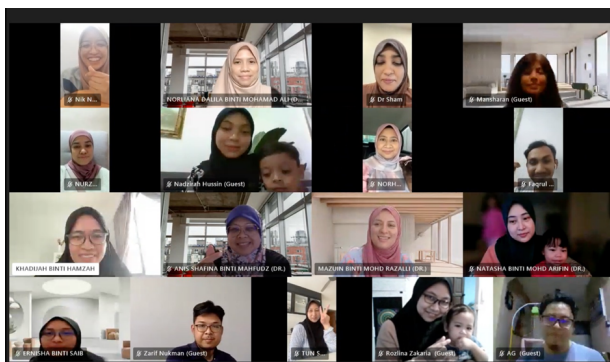 Nik N...
NORLIANA DALILA BINTI MOHAMAD ALI (D...
Dr Sham
Mansharan (Guest)
NURZ...
Nadzirah Hussin (Guest)
NORH...
Faqrul ...
KHADIJAH BINTI HAMZAH
ANIS SHAFINA BINTI MAHFUDZ (DR.)
MAZUIN BINTI MOHD RAZALLI (DR.)
NATASHA BINTI MOHD ARIFIN (DR.)
ERNISHA BINTI SAIB
Zarif Nukman (Guest)
TUN S...
Rozlina Zakaria (Guest)
AG (Guest)